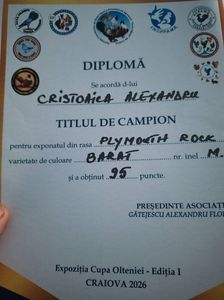 DIPLOMĂ
Se acordă d-lui
CRISTOAICA ALEXANDRU
TITLUL DE CAMPION
pentru exponatul din rasa PLYMOUTH ROCK
varietate de culoare BARAT nr. inel M.
și a obținut 95 puncte.
PREȘEDINTE ASOCIAȚ
GĂTEJESCU ALEXANDRU FLOR
Expoziția Cupa Olteniei - Ediția I
CRAIOVA 2026